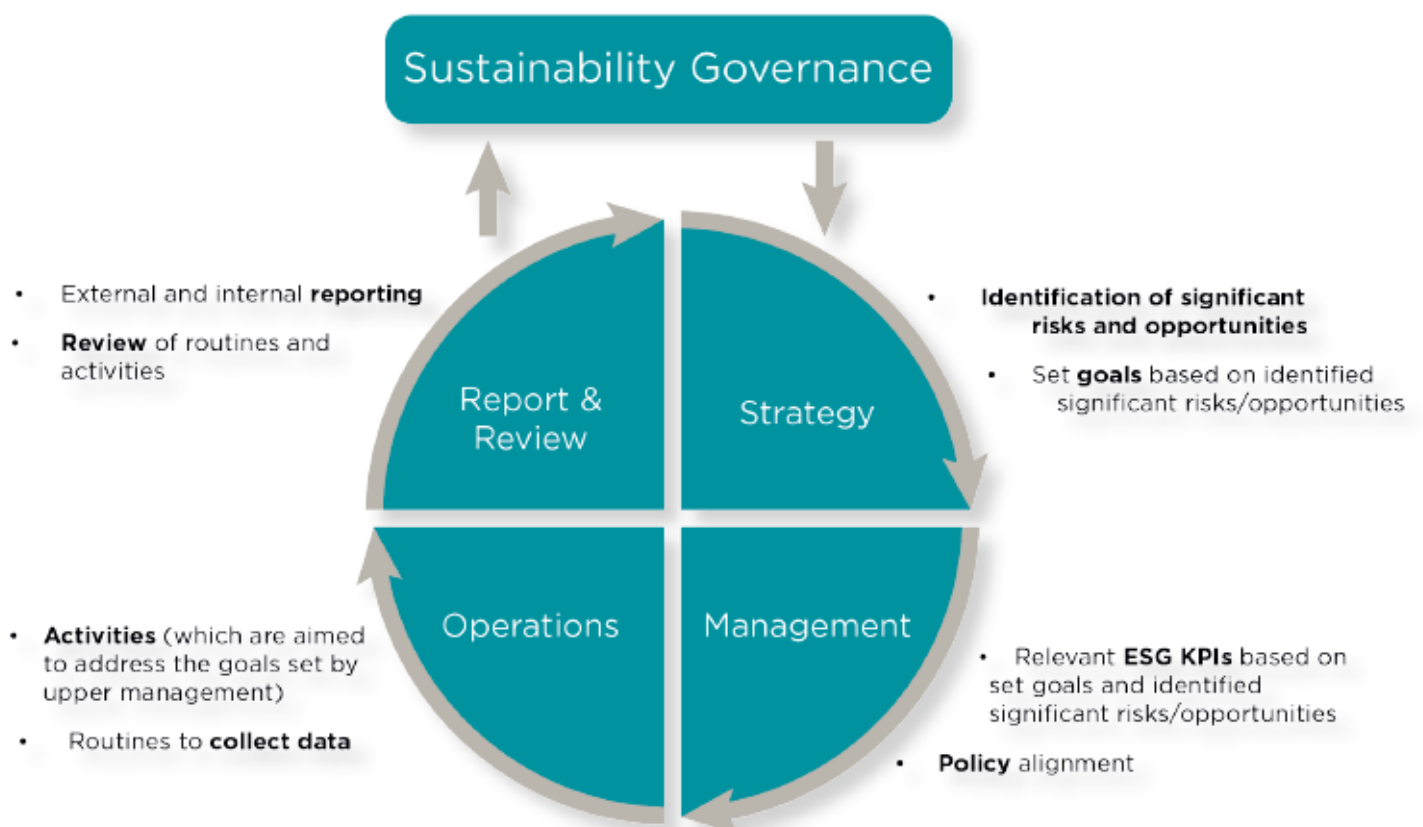 Sustainability Governance
• External and internal reporting
• Review of routines and
activities
Report &
Review
Strategy
• Identification of significant
risks and opportunities
• Set goals based on identified
significant risks/opportunities
• Activities (which are aimed
to address the goals set by
upper management)
• Routines to collect data
Operations
Management
• Relevant ESG KPIs based on
set goals and identified
significant risks/opportunities
• Policy alignment